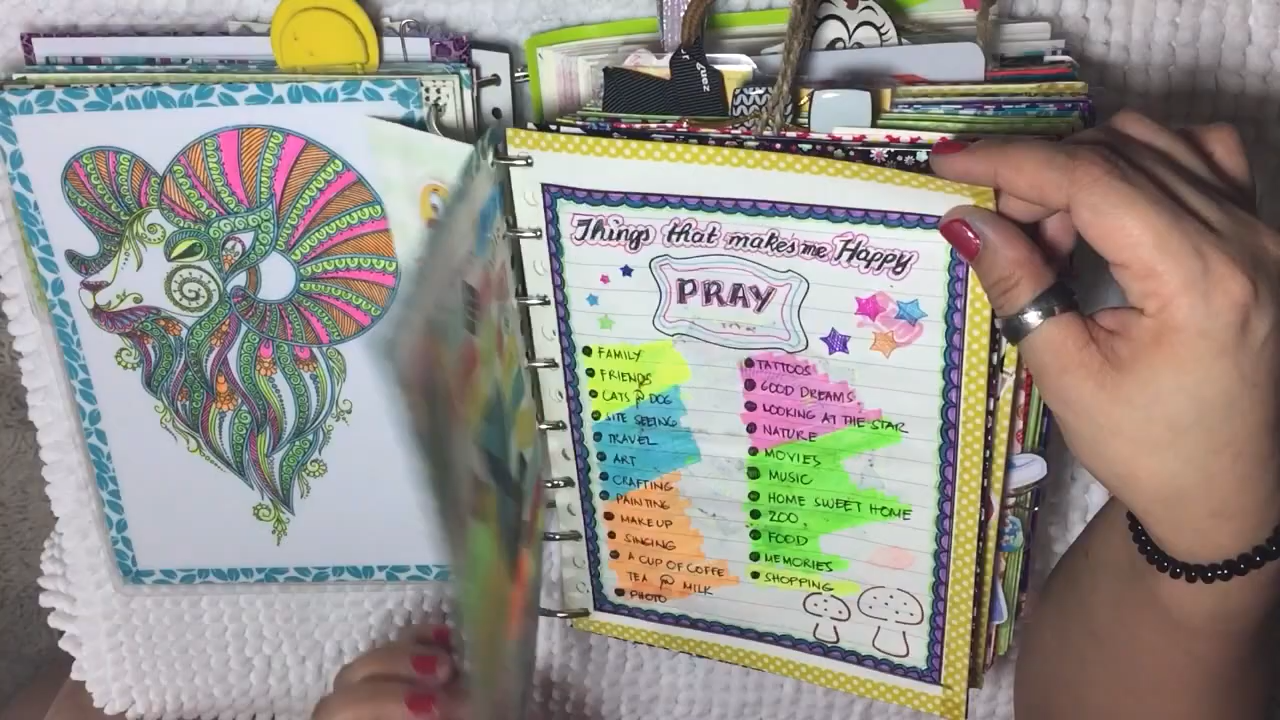 Things that makes me Happy
PRAY
FAMILY
FRIENDS
CATS @ DOG
SITE SEEING
TRAVEL
ART
CRAFTING
PAINTING
MAKEUP
SINGING
A CUP OF COFFE
TEA @ MILK
PHOTO
TATTOOS
GOOD DREAMS
LOOKING AT THE STAR
NATURE
MOVIES
MUSIC
HOME SWEET HOME
ZOO
FOOD
MEMORIES
SHOPPING